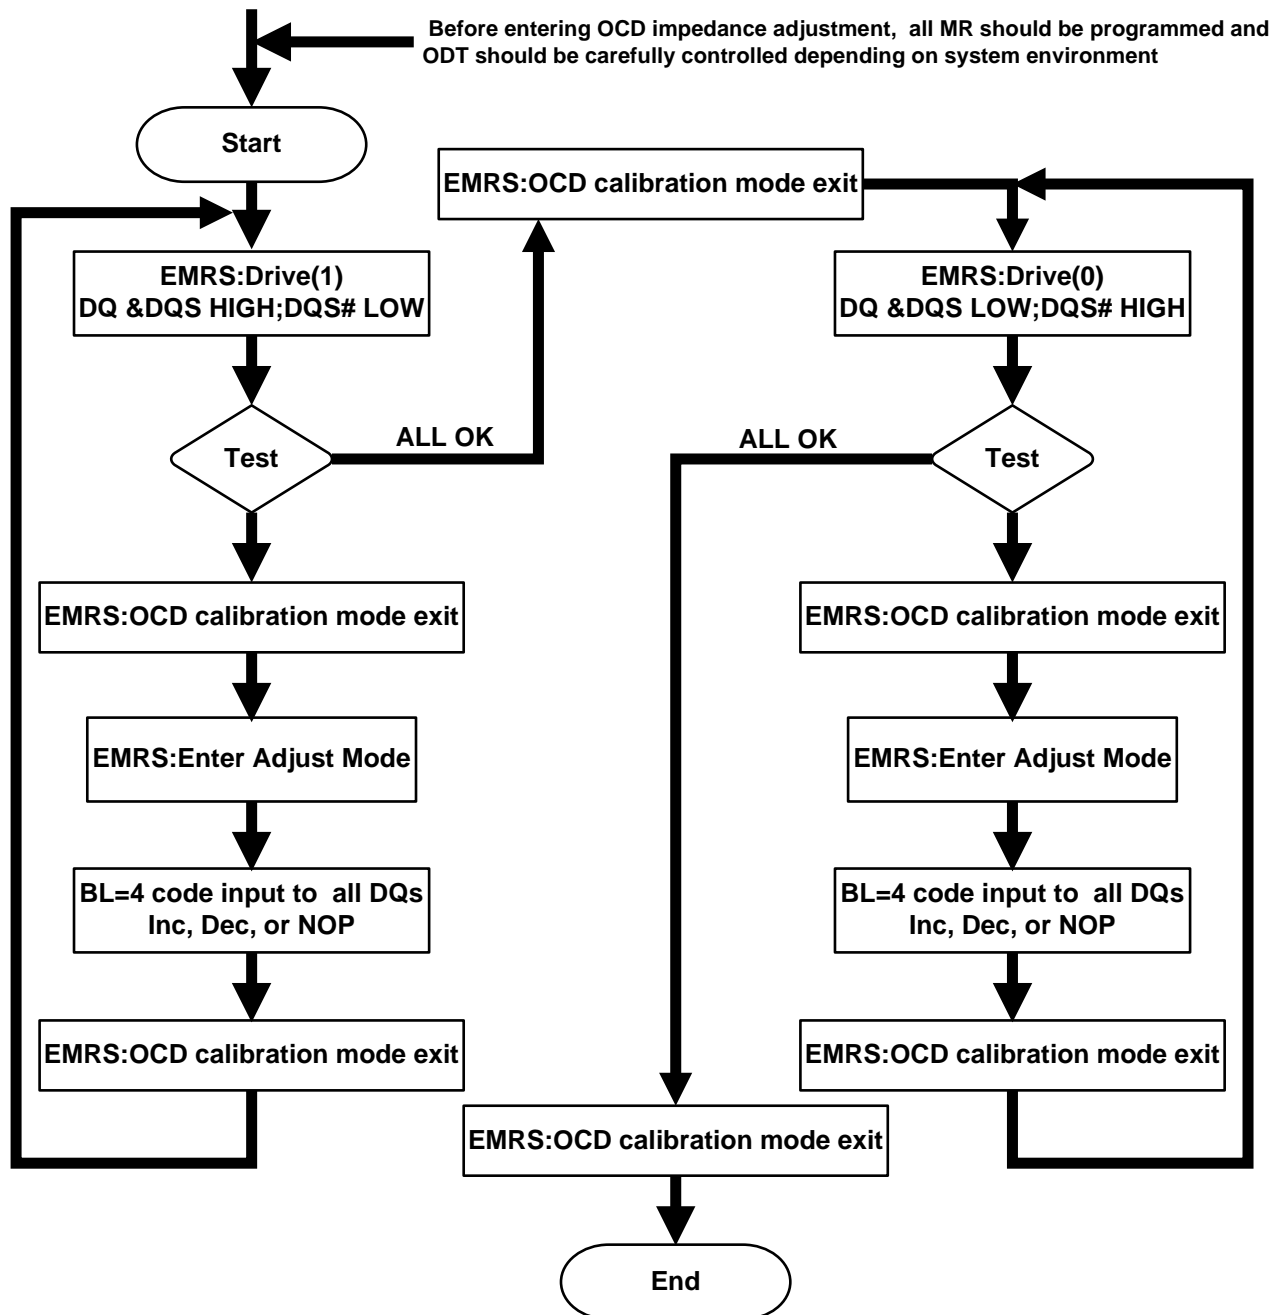 Before entering OCD impedance adjustment, all MR should be programmed and
ODT should be carefully controlled depending on system environment
Start
EMRS:OCD calibration mode exit
EMRS:Drive(1)
DQ &DQS HIGH;DQS# LOW
EMRS:Drive(0)
DQ &DQS LOW;DQS# HIGH
Test
ALL OK
ALL OK
Test
EMRS:OCD calibration mode exit
EMRS:OCD calibration mode exit
EMRS:Enter Adjust Mode
EMRS:Enter Adjust Mode
BL=4 code input to all DQs
Inc, Dec, or NOP
BL=4 code input to all DQs
Inc, Dec, or NOP
EMRS:OCD calibration mode exit
EMRS:OCD calibration mode exit
EMRS:OCD calibration mode exit
End